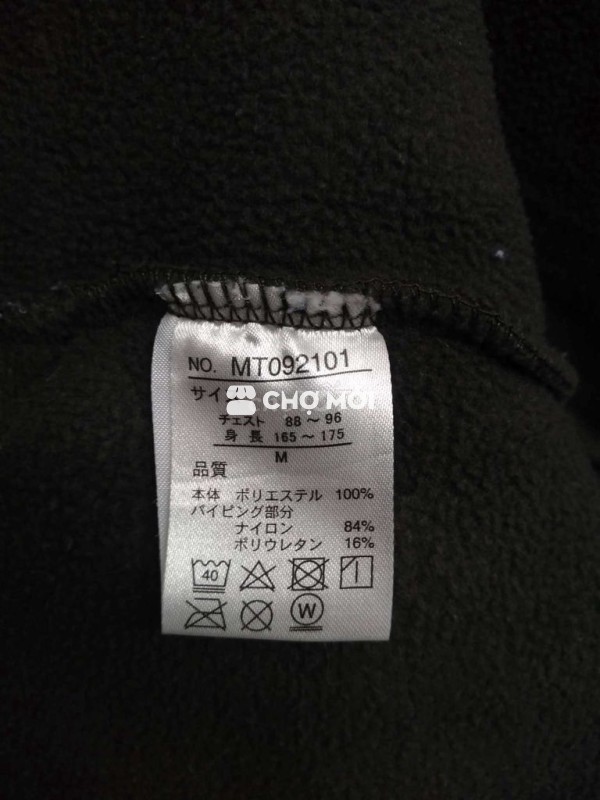 NO. MT092101
サイ
CHỢ MỚI
チェスト 88～96
身長 165～175
M
品質
本体 ポリエステル 100%
パイピング部分
ナイロン 84%
ポリウレタン 16%
40
W